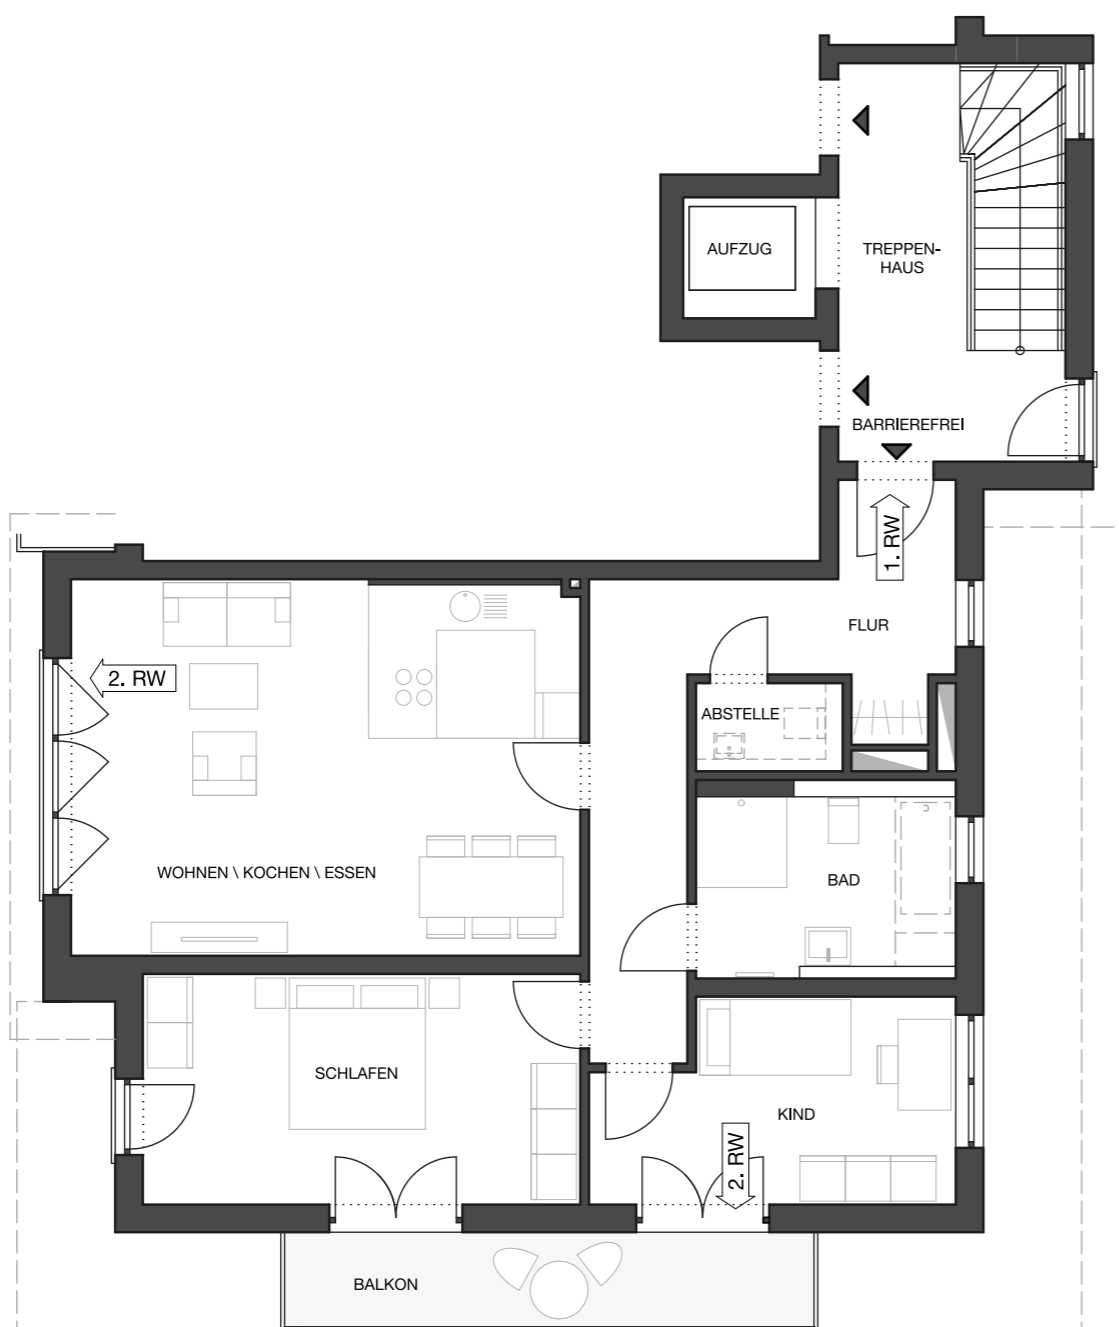 AUFZUG
TREPPEN-
HAUS
BARRIEREFREI
1. RW
FLUR
2. RW
ABSTELLE
WOHNEN \ KOCHEN \ ESSEN
BAD
SCHLAFEN
KIND
2. RW
BALKON